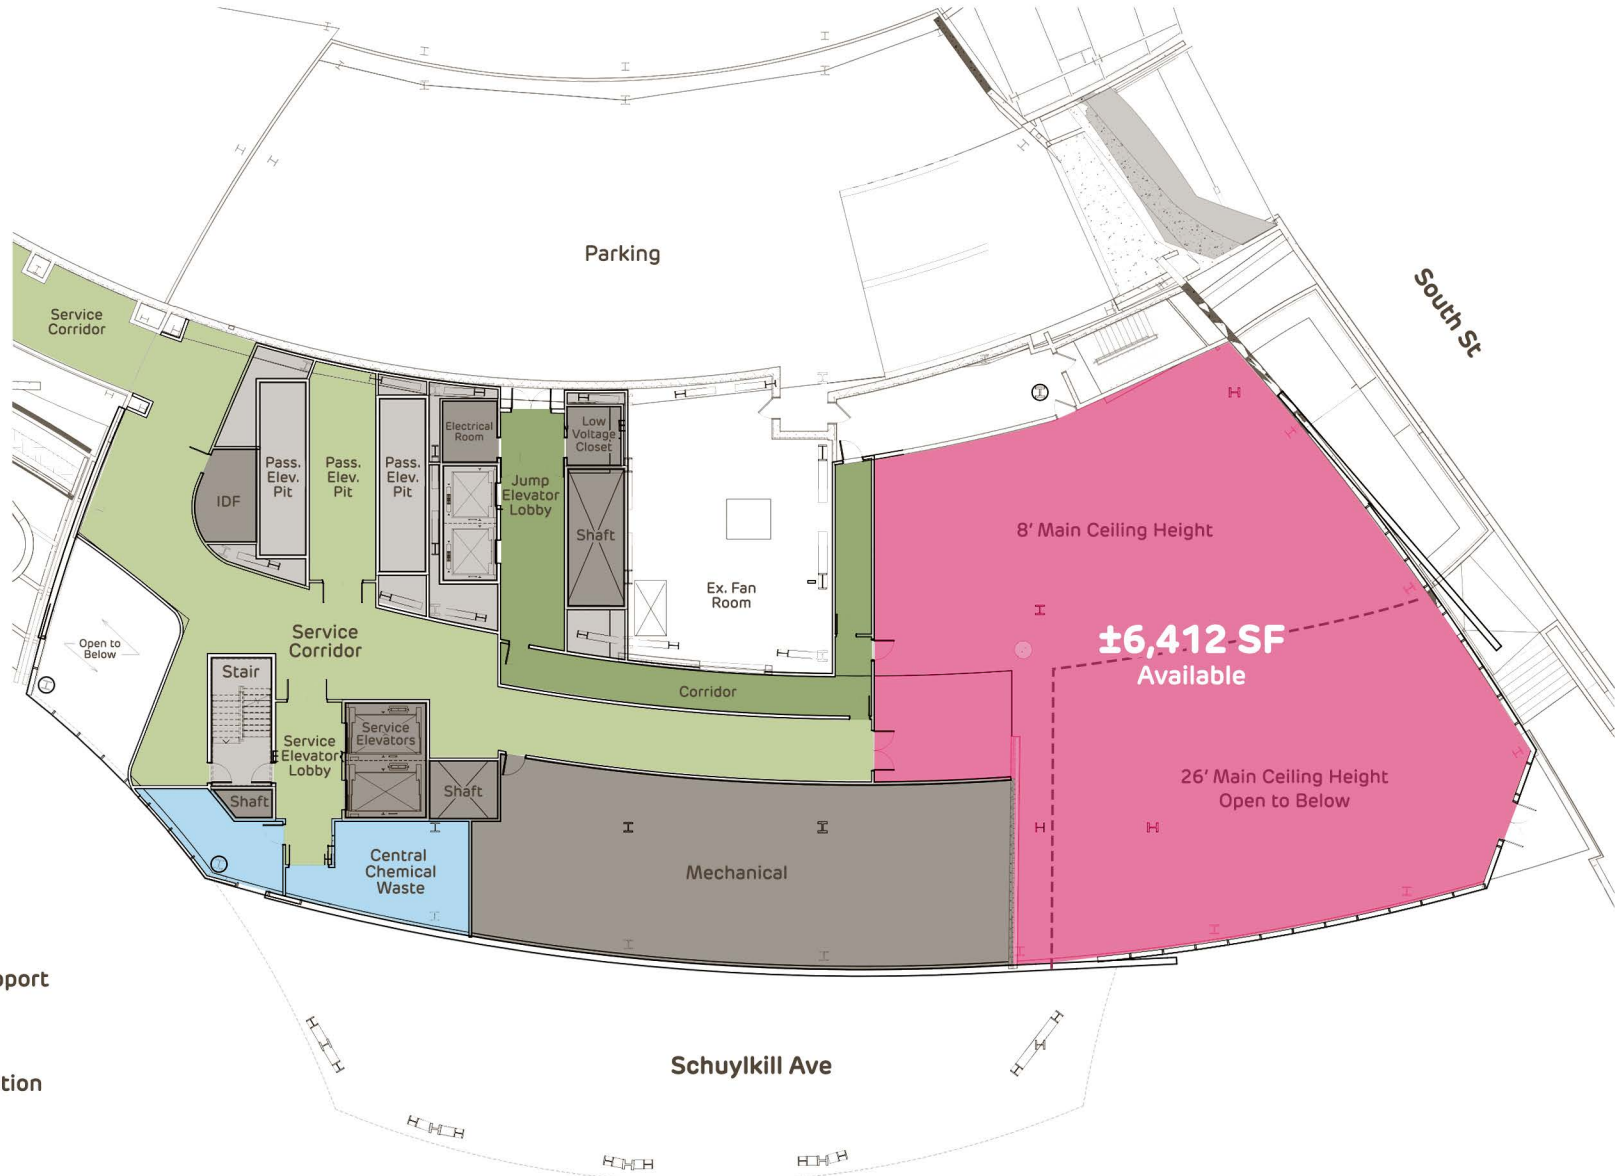 Parking
South St
Service
Corridor
Electrical
Room
Low
Voltage
Closet
Pass.
Elev.
Pit
Pass.
Elev.
Pit
Pass.
Elev.
Pit
IDF
Jump
Elevator
Lobby
Shaft
8' Main Ceiling Height
Ex. Fan
Room
Service
Corridor
Open to
Below
±6,412 SF
Available
Stair
Corridor
Service
Elevator
Lobby
Service
Elevators
26' Main Ceiling Height
Open to Below
Shaft
Shaft
Central
Chemical
Waste
Mechanical
pport
Schuylkill Ave
tion